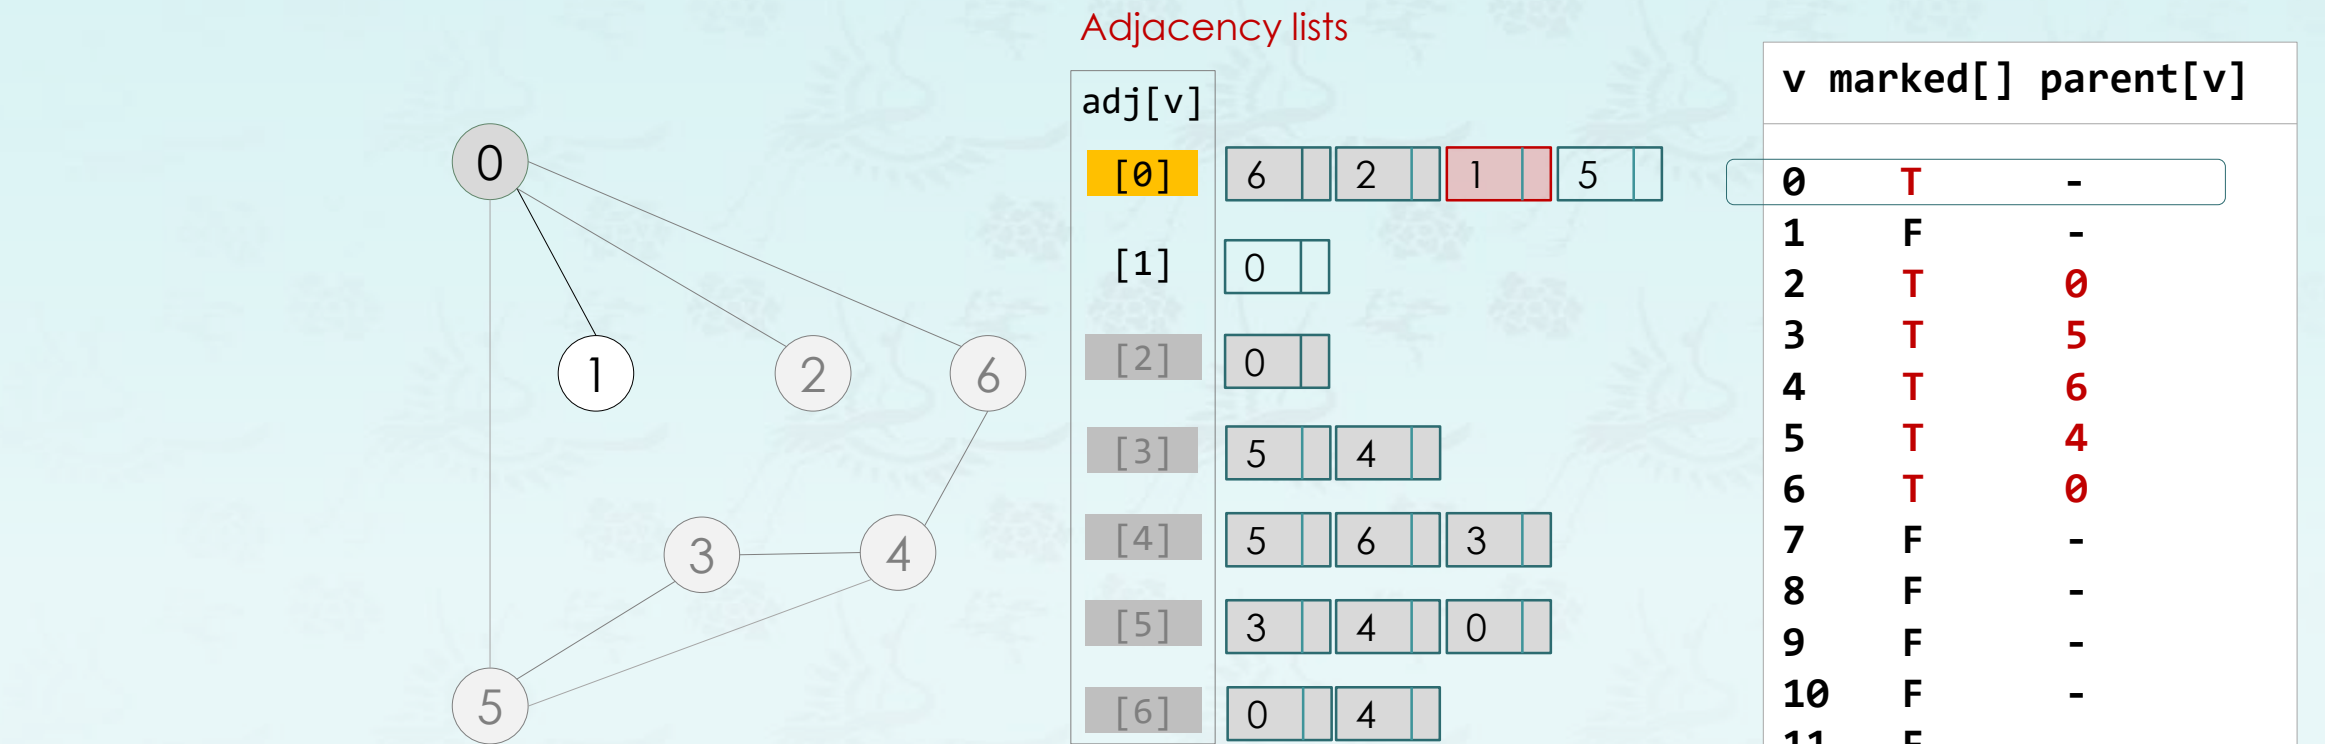 Adjacency lists
adj[v]
[0] 6 2 1 5
[1] 0
[2] 0
[3] 5 4
[4] 5 6 3
[5] 3 4 0
[6] 0 4
v marked[] parent[v]
0 T -
1 F -
2 T 0
3 T 5
4 T 6
5 T 4
6 T 0
7 F -
8 F -
9 F -
10 F -
11 F
0
1
2
6
3
4
5